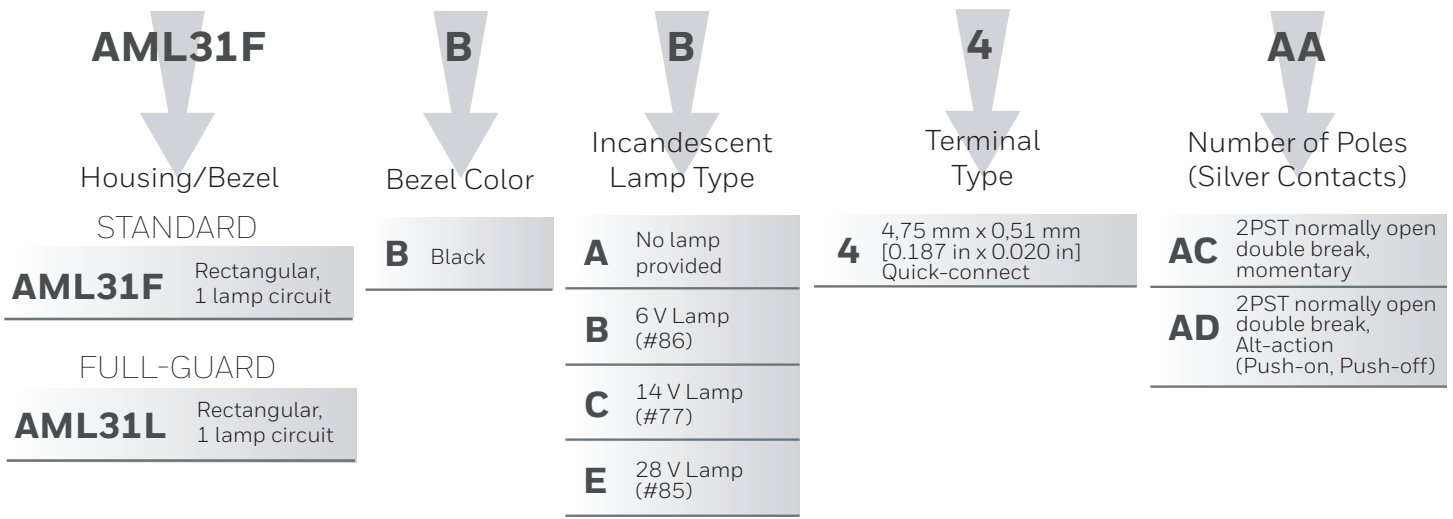 AML31F
B
B
4
AA
Housing/Bezel
STANDARD
AML31F
Rectangular,
1 lamp circuit
FULL-GUARD
AML31L
Rectangular,
1 lamp circuit
Bezel Color
B
Black
Incandescent
Lamp Type
A
No lamp
provided
B
6 V Lamp
(#86)
C
14 V Lamp
(#77)
E
28 V Lamp
(#85)
Terminal
Type
4
4,75 mm x 0,51 mm
[0.187 in x 0.020 in]
Quick-connect
Number of Poles
(Silver Contacts)
AC
2PST normally open
double break,
momentary
AD
2PST normally open
double break,
Alt-action
(Push-on, Push-off)